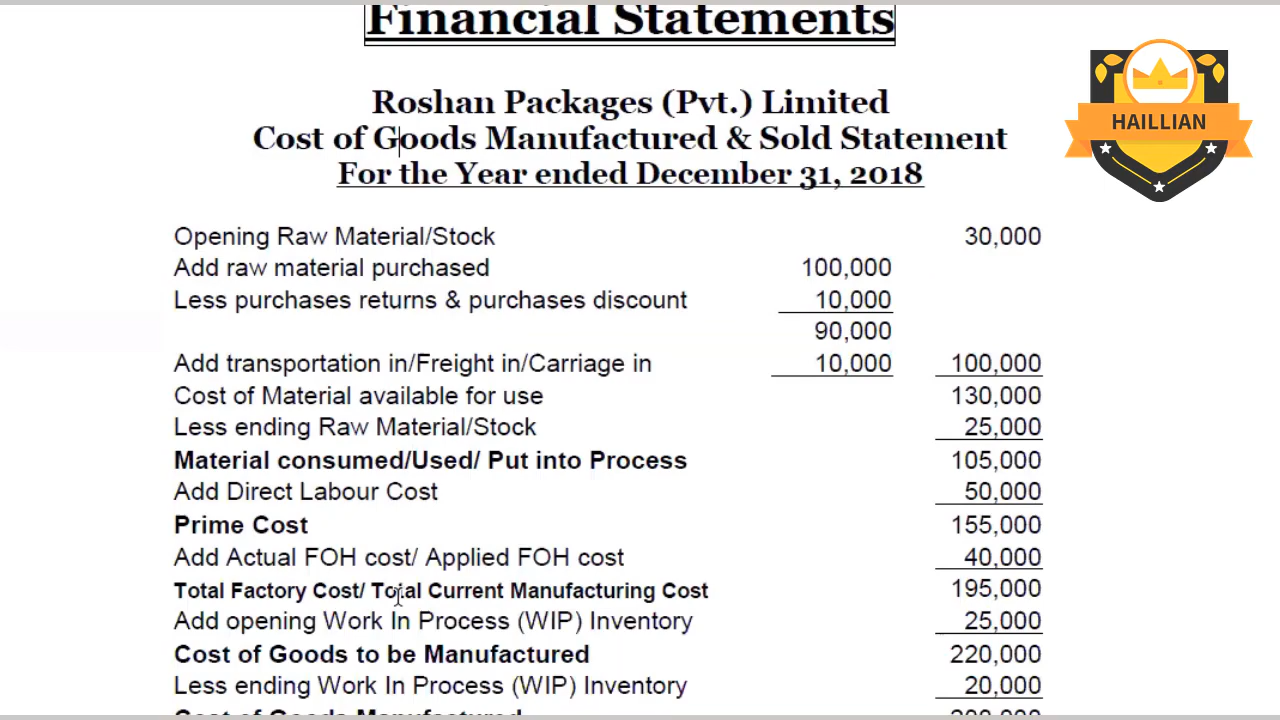 Financial Statements
HAILLIAN
Roshan Packages (Pvt.) Limited
Cost of Goods Manufactured & Sold Statement
For the Year ended December 31, 2018
Opening Raw Material/Stock 30,000
Add raw material purchased 100,000
Less purchases returns & purchases discount 10,000
90,000
Add transportation in/Freight in/Carriage in 10,000 100,000
Cost of Material available for use 130,000
Less ending Raw Material/Stock 25,000
Material consumed/Used/ Put into Process 105,000
Add Direct Labour Cost 50,000
Prime Cost 155,000
Add Actual FOH cost/ Applied FOH cost 40,000
Total Factory Cost/ Total Current Manufacturing Cost 195,000
Add opening Work In Process (WIP) Inventory 25,000
Cost of Goods to be Manufactured 220,000
Less ending Work In Process (WIP) Inventory 20,000
Cost of Goods Manufactured